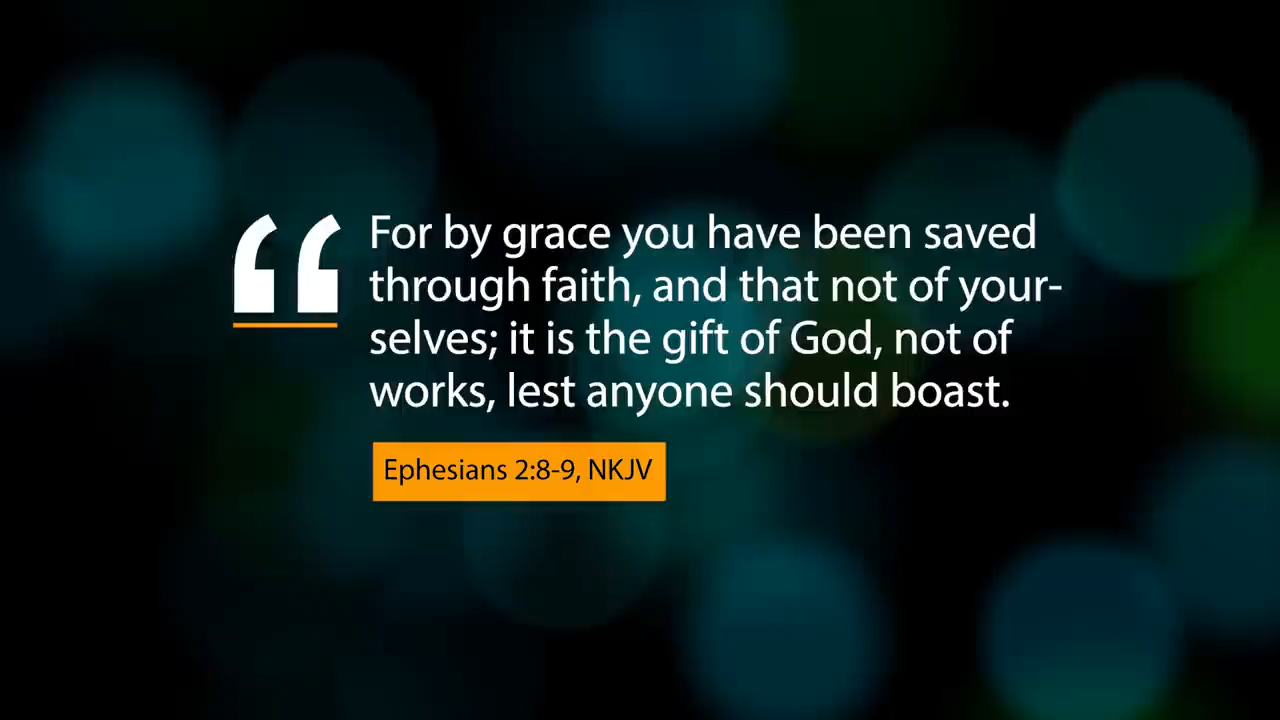 “
For by grace you have been saved
through faith, and that not of your-
selves; it is the gift of God, not of
works, lest anyone should boast.
Ephesians 2:8-9, NKJV